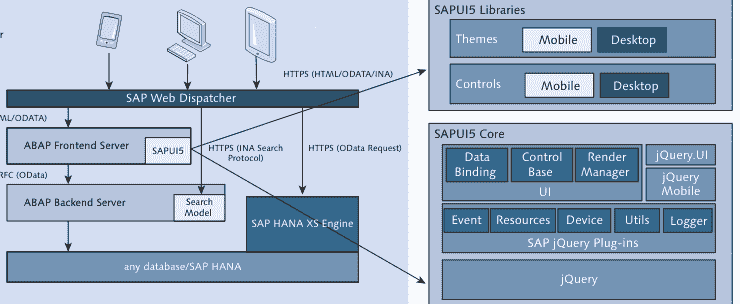 r
HTTPS (HTML/ODATA/INA)
SAP Web Dispatcher
ML/ODATA)
ABAP Frontend Server
SAPUI5
HTTPS (INA Search
Protocol)
HTTPS (OData Request)
RFC (OData)
ABAP Backend Server
Search
Model
SAP HANA XS Engine
any database/SAP HANA
SAPUI5 Libraries
Themes
Mobile
Desktop
Controls
Mobile
Desktop
SAPUI5 Core
Data
Binding
Control
Base
Render
Manager
UI
jQuery.UI
jQuery
Mobile
Event
Resources
Device
Utils
Logger
SAP jQuery Plug-ins
jQuery